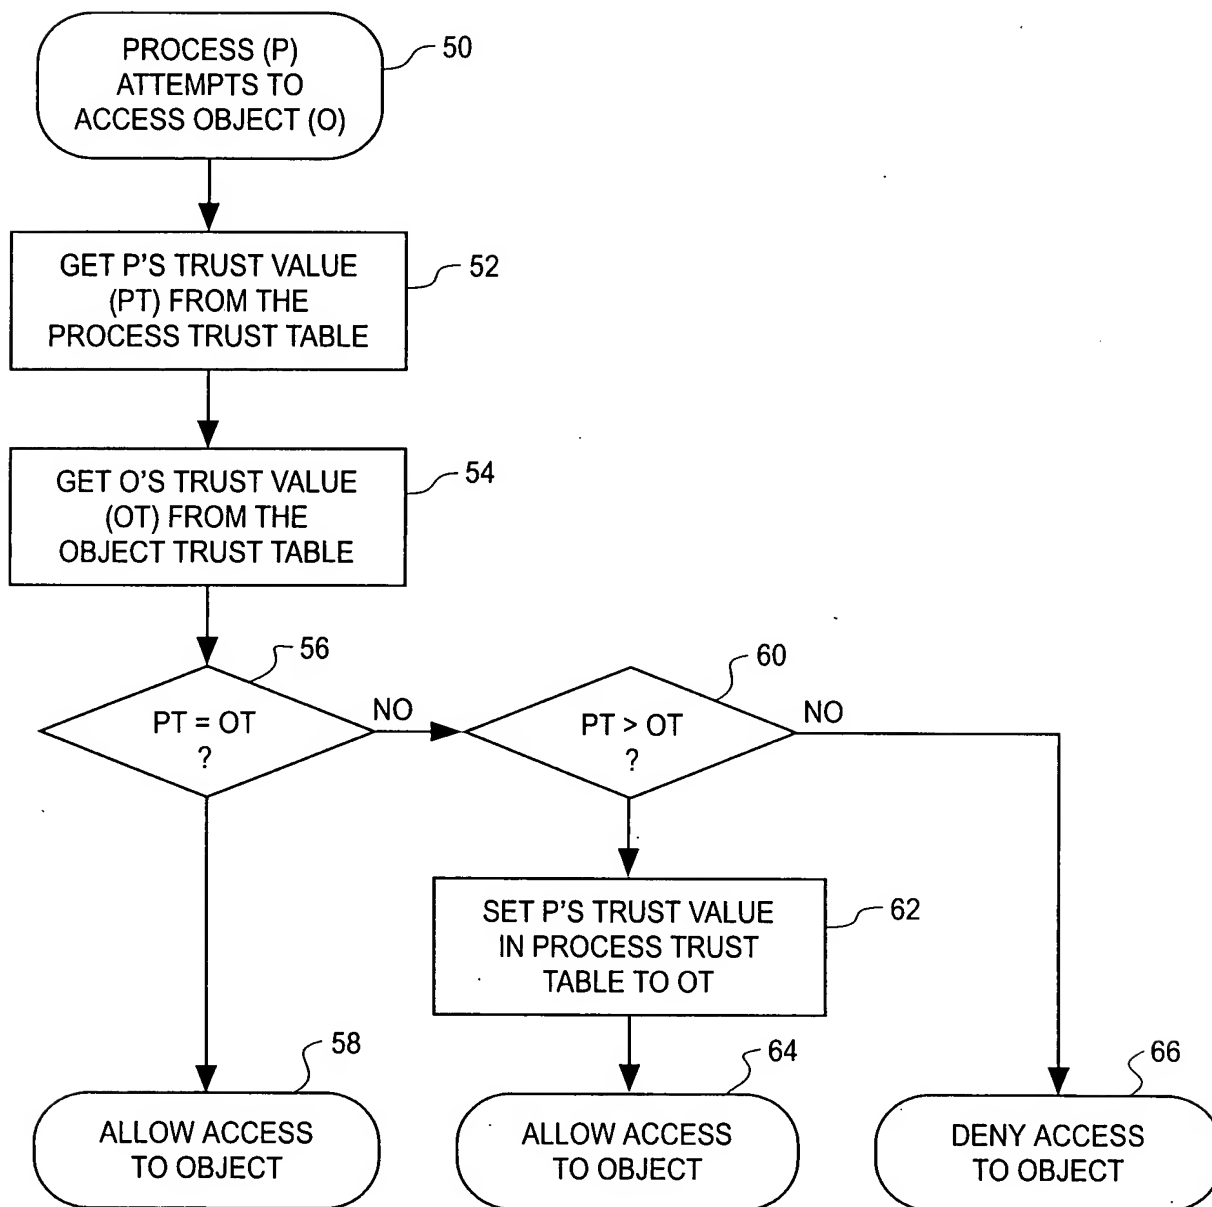 PROCESS (P)
ATTEMPTS TO
ACCESS OBJECT (O)
50
GET P'S TRUST VALUE
(PT) FROM THE
PROCESS TRUST TABLE
52
GET O'S TRUST VALUE
(OT) FROM THE
OBJECT TRUST TABLE
54
56
PT = OT
?
NO
60
PT > OT
?
NO
SET P'S TRUST VALUE
IN PROCESS TRUST
TABLE TO OT
62
58
ALLOW ACCESS
TO OBJECT
64
ALLOW ACCESS
TO OBJECT
66
DENY ACCESS
TO OBJECT